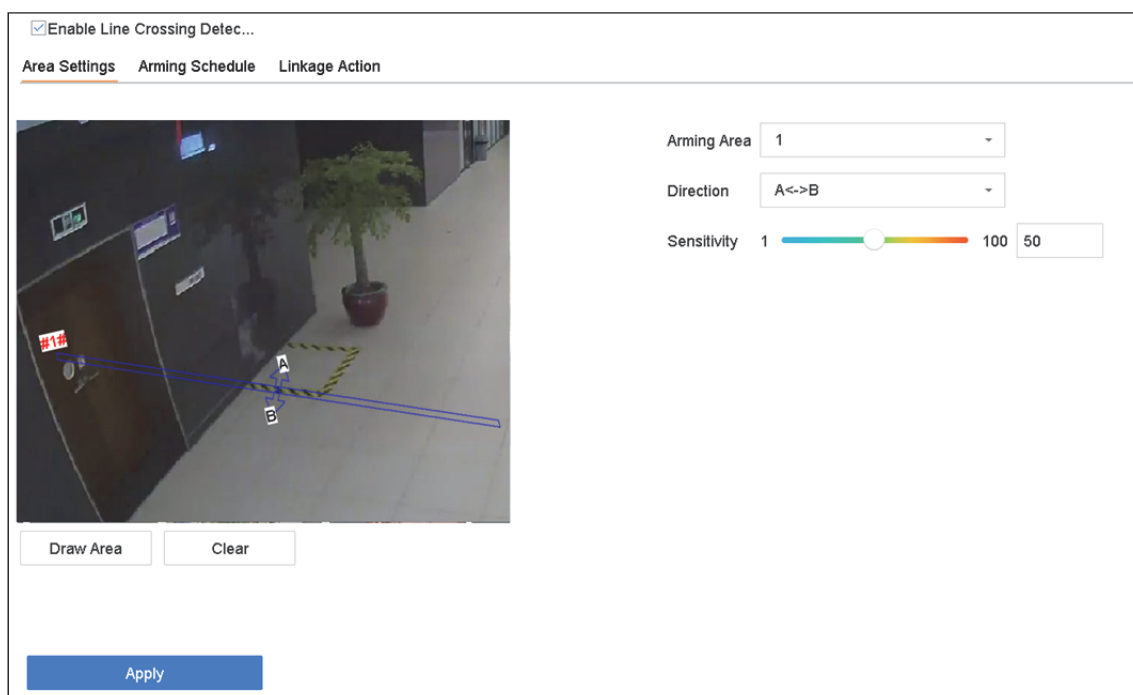 Enable Line Crossing Detec...
Area Settings Arming Schedule Linkage Action
Arming Area 1
Direction A<->B
Sensitivity 1 100 50
#1#
A
B
Draw Area Clear
Apply